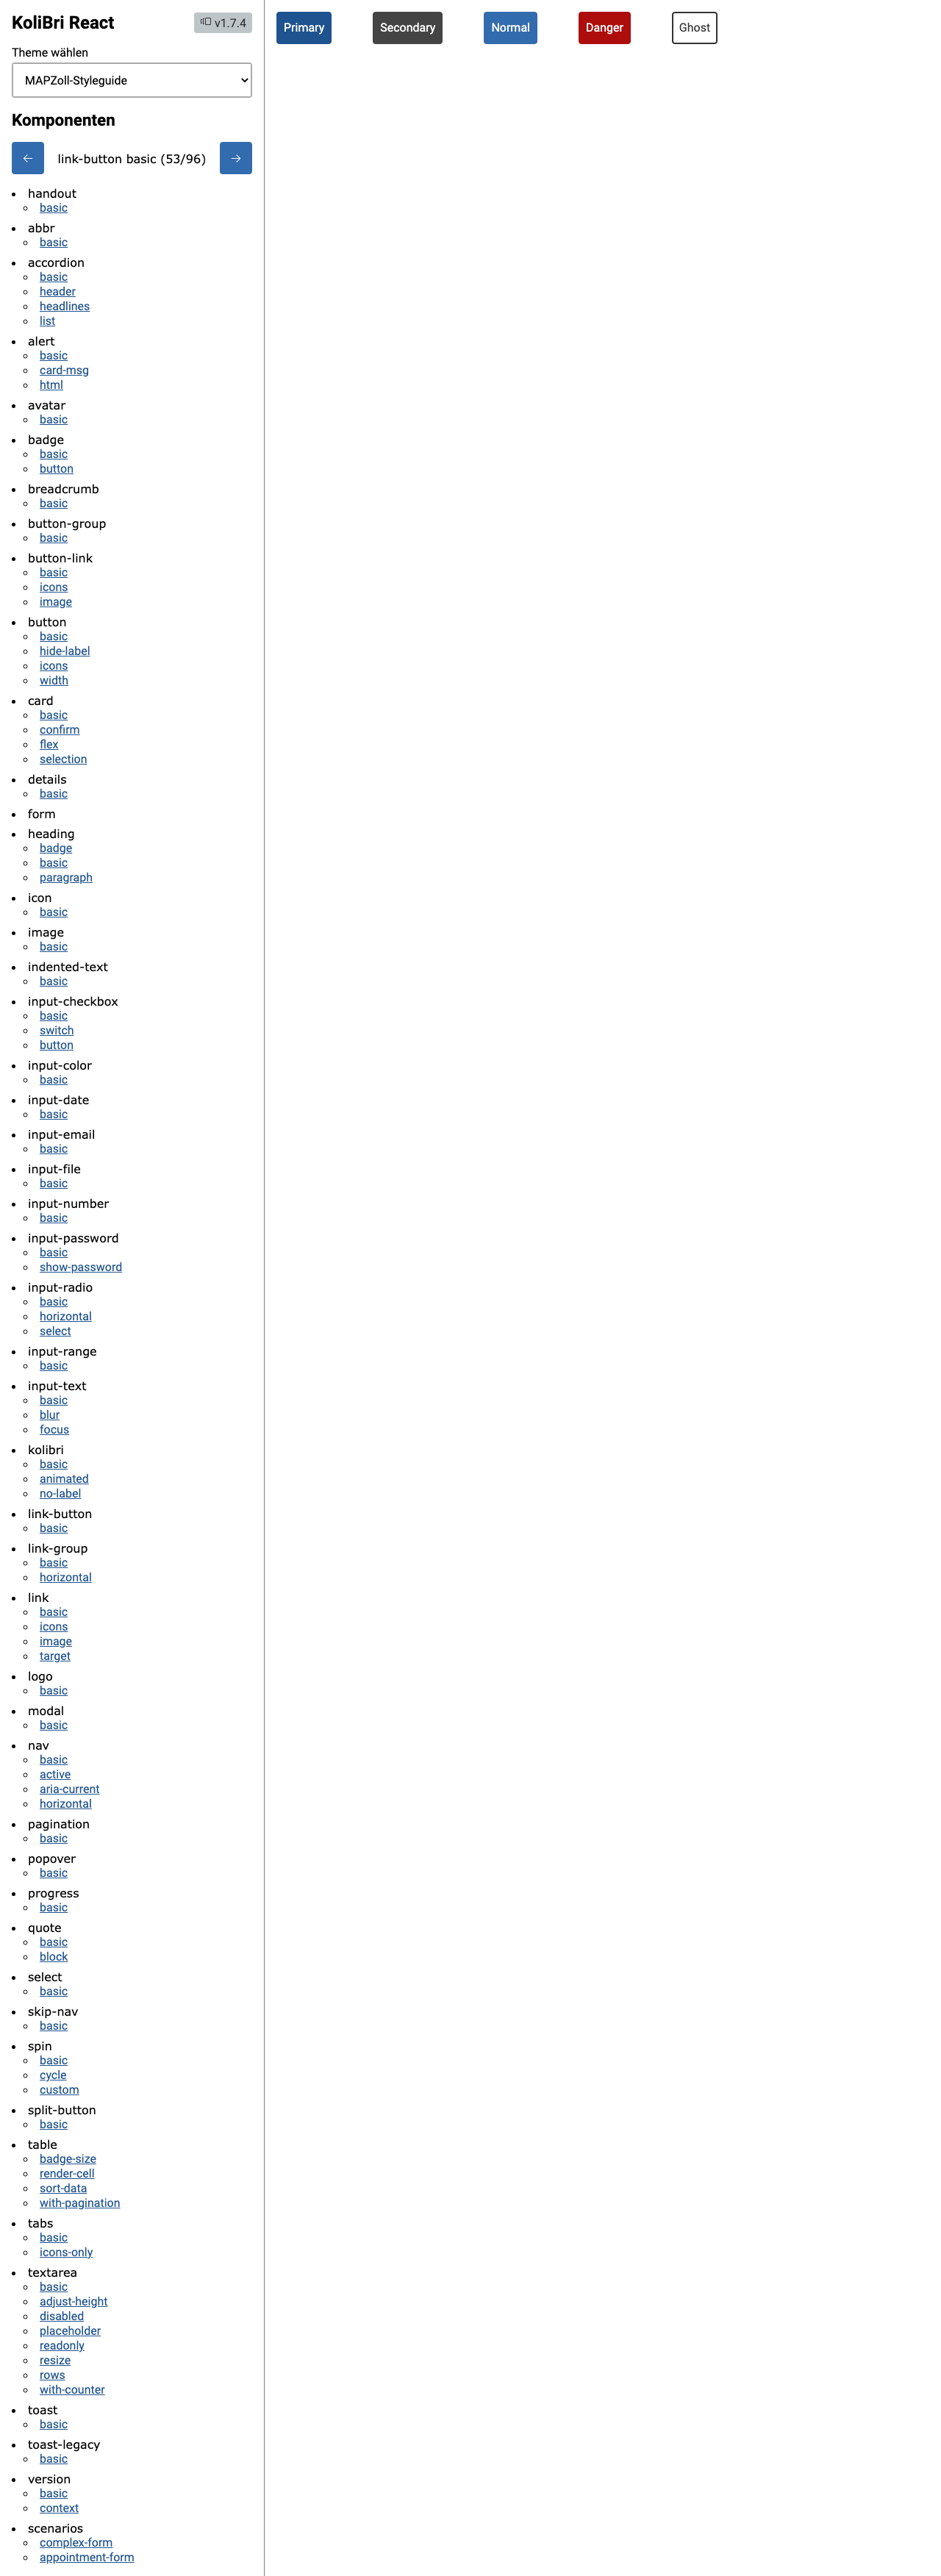 KoliBri React
v1.7.4
Theme wählen
MAPZoll-Styleguide
Komponenten
← link-button basic (53/96) →
handout
basic
abbr
basic
accordion
basic
header
headlines
list
alert
basic
card-msg
html
avatar
basic
badge
basic
button
breadcrumb
basic
button-group
basic
button-link
basic
icons
image
button
basic
hide-label
icons
width
card
basic
confirm
flex
selection
details
basic
form
heading
badge
basic
paragraph
icon
basic
image
basic
indented-text
basic
input-checkbox
basic
switch
button
input-color
basic
input-date
basic
input-email
basic
input-file
basic
input-number
basic
input-password
basic
show-password
input-radio
basic
horizontal
select
input-range
basic
input-text
basic
blur
focus
kolibri
basic
animated
no-label
link-button
basic
link-group
basic
horizontal
link
basic
icons
image
target
logo
basic
modal
basic
nav
basic
active
aria-current
horizontal
pagination
basic
popover
basic
progress
basic
quote
basic
block
select
basic
skip-nav
basic
spin
basic
cycle
custom
split-button
basic
table
badge-size
render-cell
sort-data
with-pagination
tabs
basic
icons-only
textarea
basic
adjust-height
disabled
placeholder
readonly
resize
rows
with-counter
toast
basic
toast-legacy
basic
version
basic
context
scenarios
complex-form
appointment-form
Primary
Secondary
Normal
Danger
Ghost